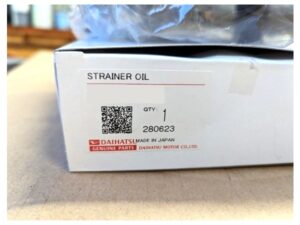 STRAINER OIL
QTY: 1
280623
DAIHATSU MADE IN JAPAN
GENUINE PARTS DAIHATSU MOTOR CO.,LTD.